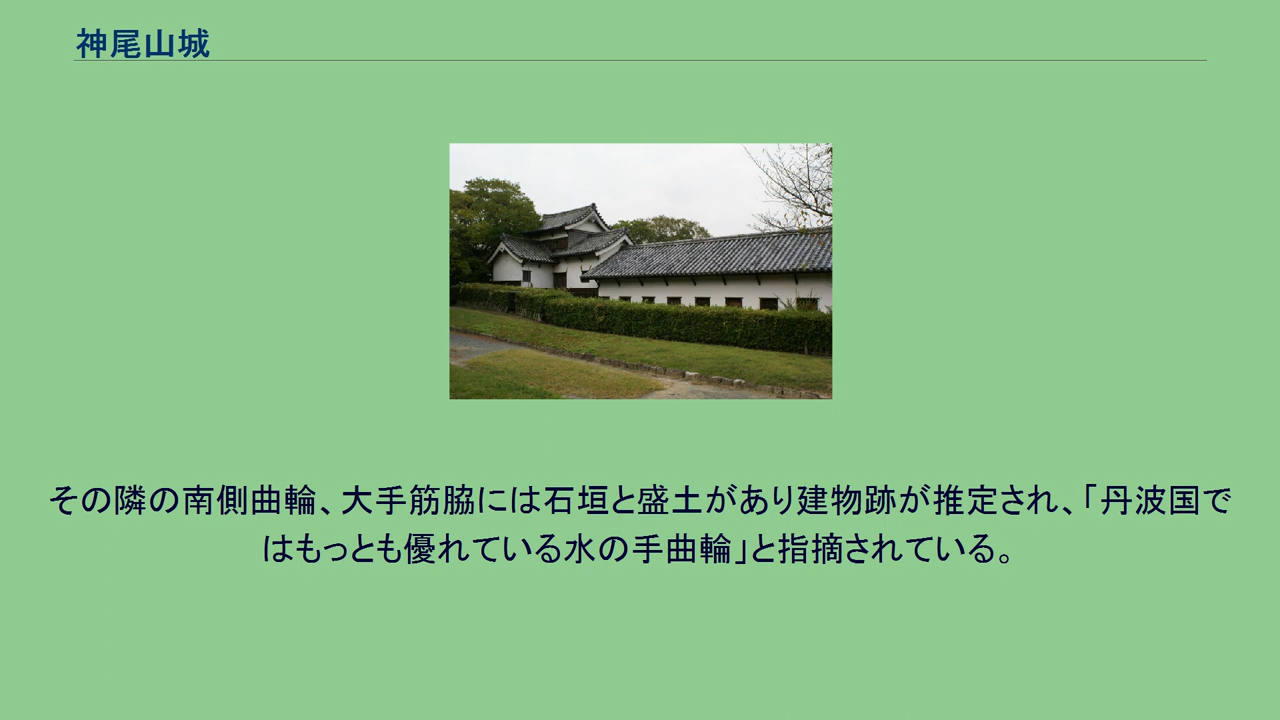 神尾山城
その隣の南側曲輪、大手筋脇には石垣と盛土があり建物跡が推定され、「丹波国で
はもっとも優れている水の手曲輪」と指摘されている。